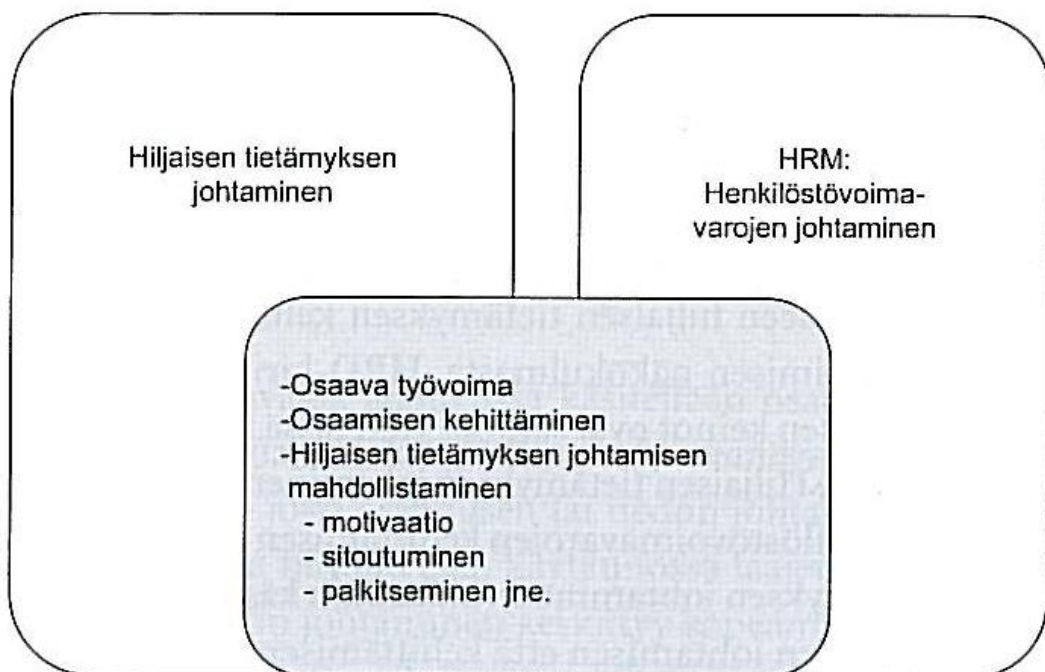 Hiljaisen tietämyksen
johtaminen
HRM:
Henkilöstövoima-
varojen johtaminen
-Osaava työvoima
-Osaamisen kehittäminen
-Hiljaisen tietämyksen johtamisen
mahdollistaminen
- motivaatio
- sitoutuminen
- palkitseminen jne.